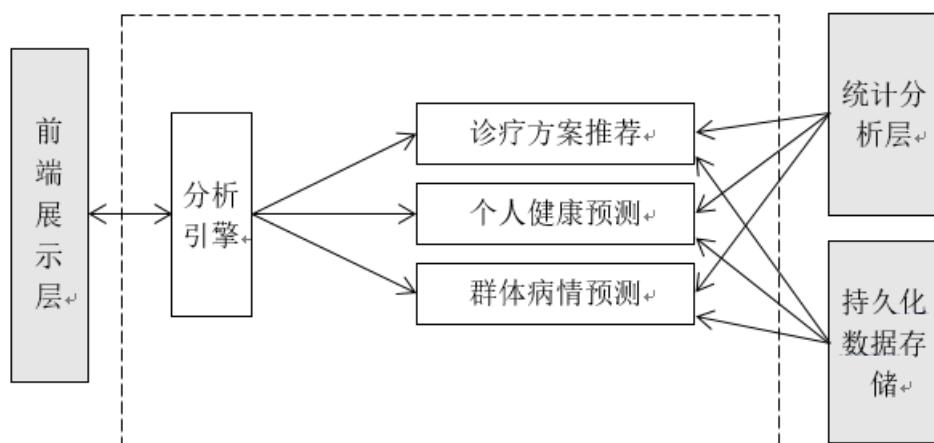 前
端
展
示
层
分析
引擎
诊疗方案推荐
个人健康预测
群体病情预测
统计分
析层
持久化
数据存
储